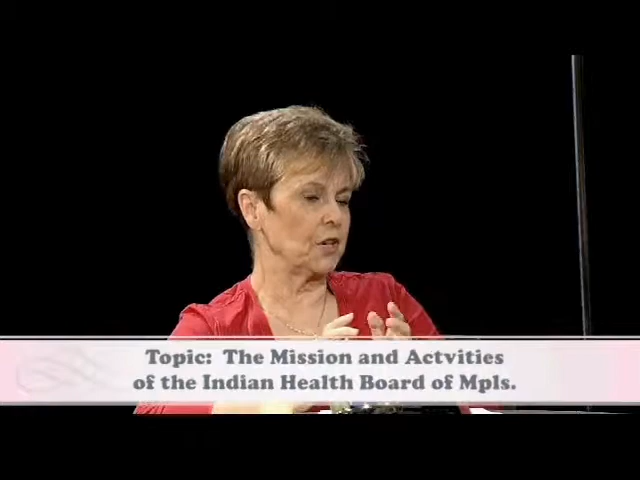 Topic:  The Mission and Actvities
of the Indian Health Board of Mpls.